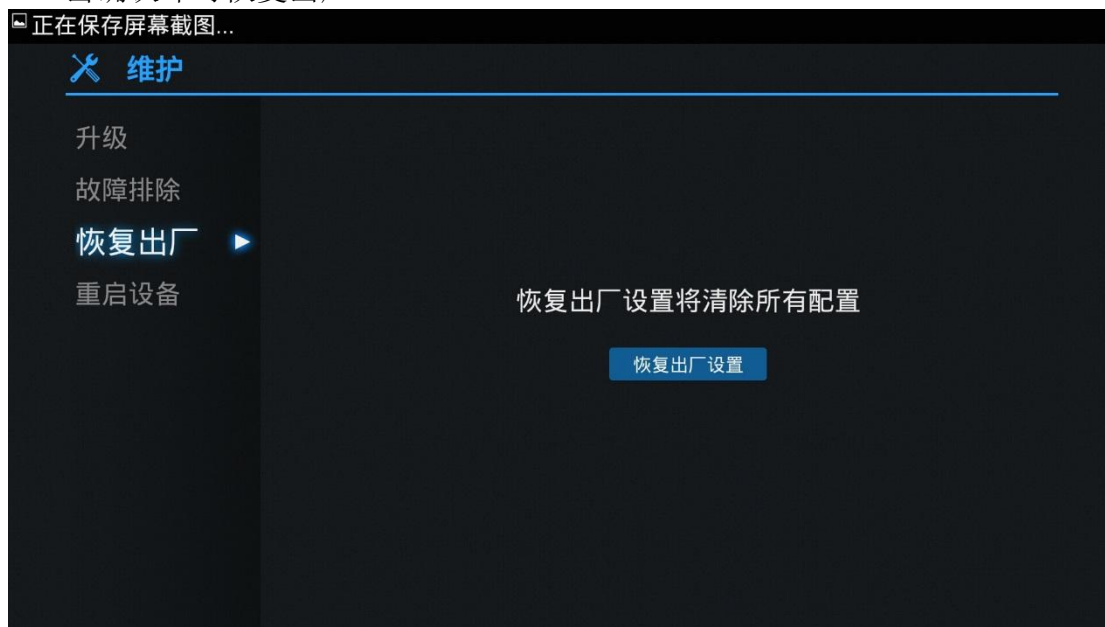 正在保存屏幕截图...
维护
升级
故障排除
恢复出厂
重启设备
恢复出厂设置将清除所有配置
恢复出厂设置